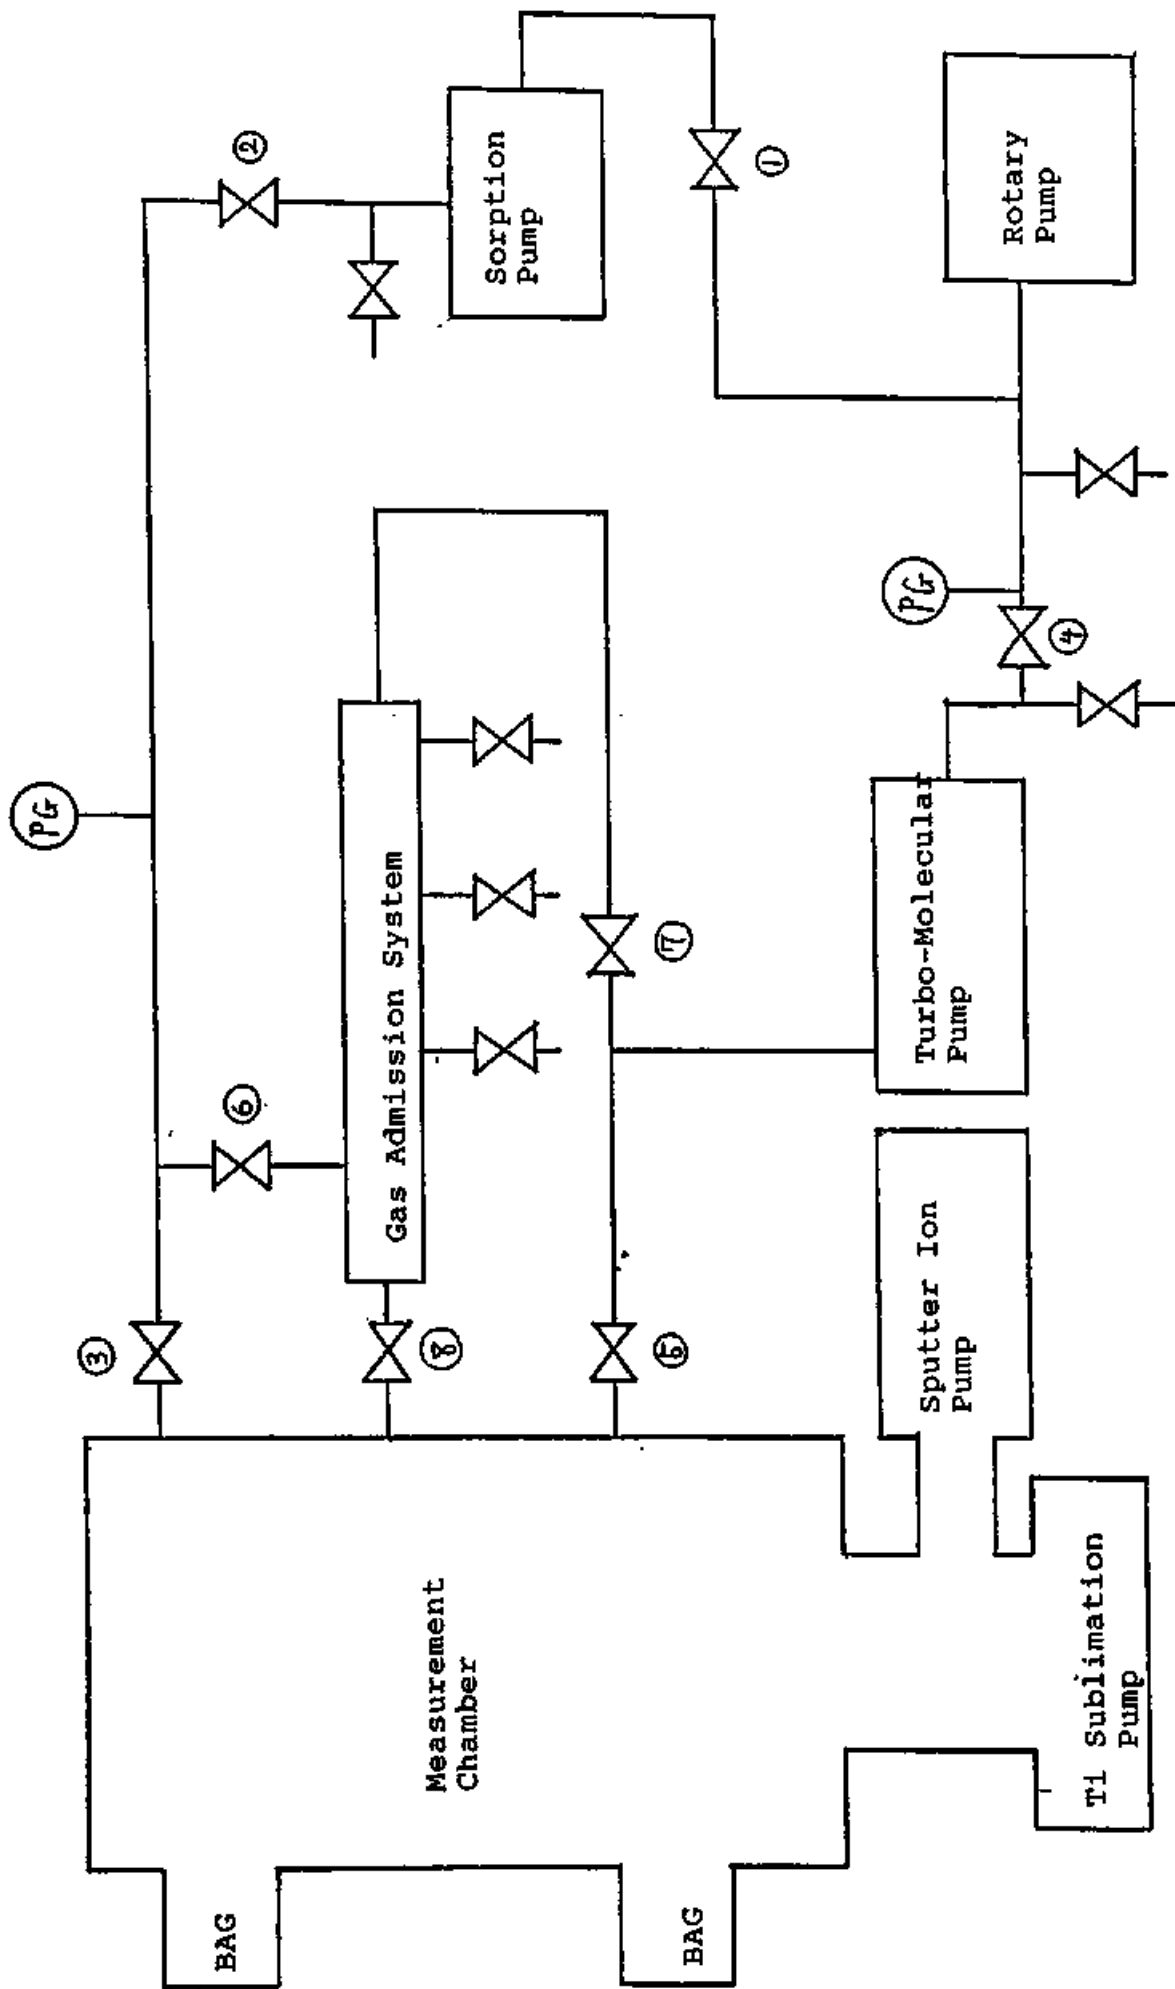 BAG
BAG
Measurement
Chamber
Ti Sublimation
Pump
Sputter Ion
Pump
③
⑧
⑤
⑥
Gas Admission System
⑦
Turbo-Molecular
Pump
PG
PG
④
②
Sorption
Pump
①
Rotary
Pump